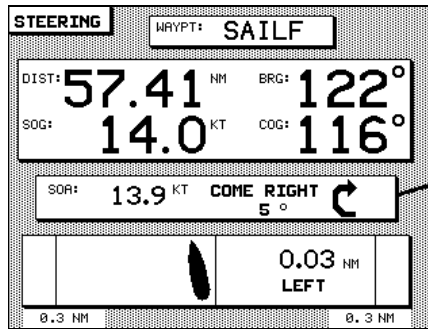 STEERING
WAYPT: SAILF
DIST: 57.41 NM BRG: 122°
SOG: 14.0 KT COG: 116°
SOA: 13.9 KT COME RIGHT
5 °
0.03 NM
LEFT
0.3 NM 0.3 NM